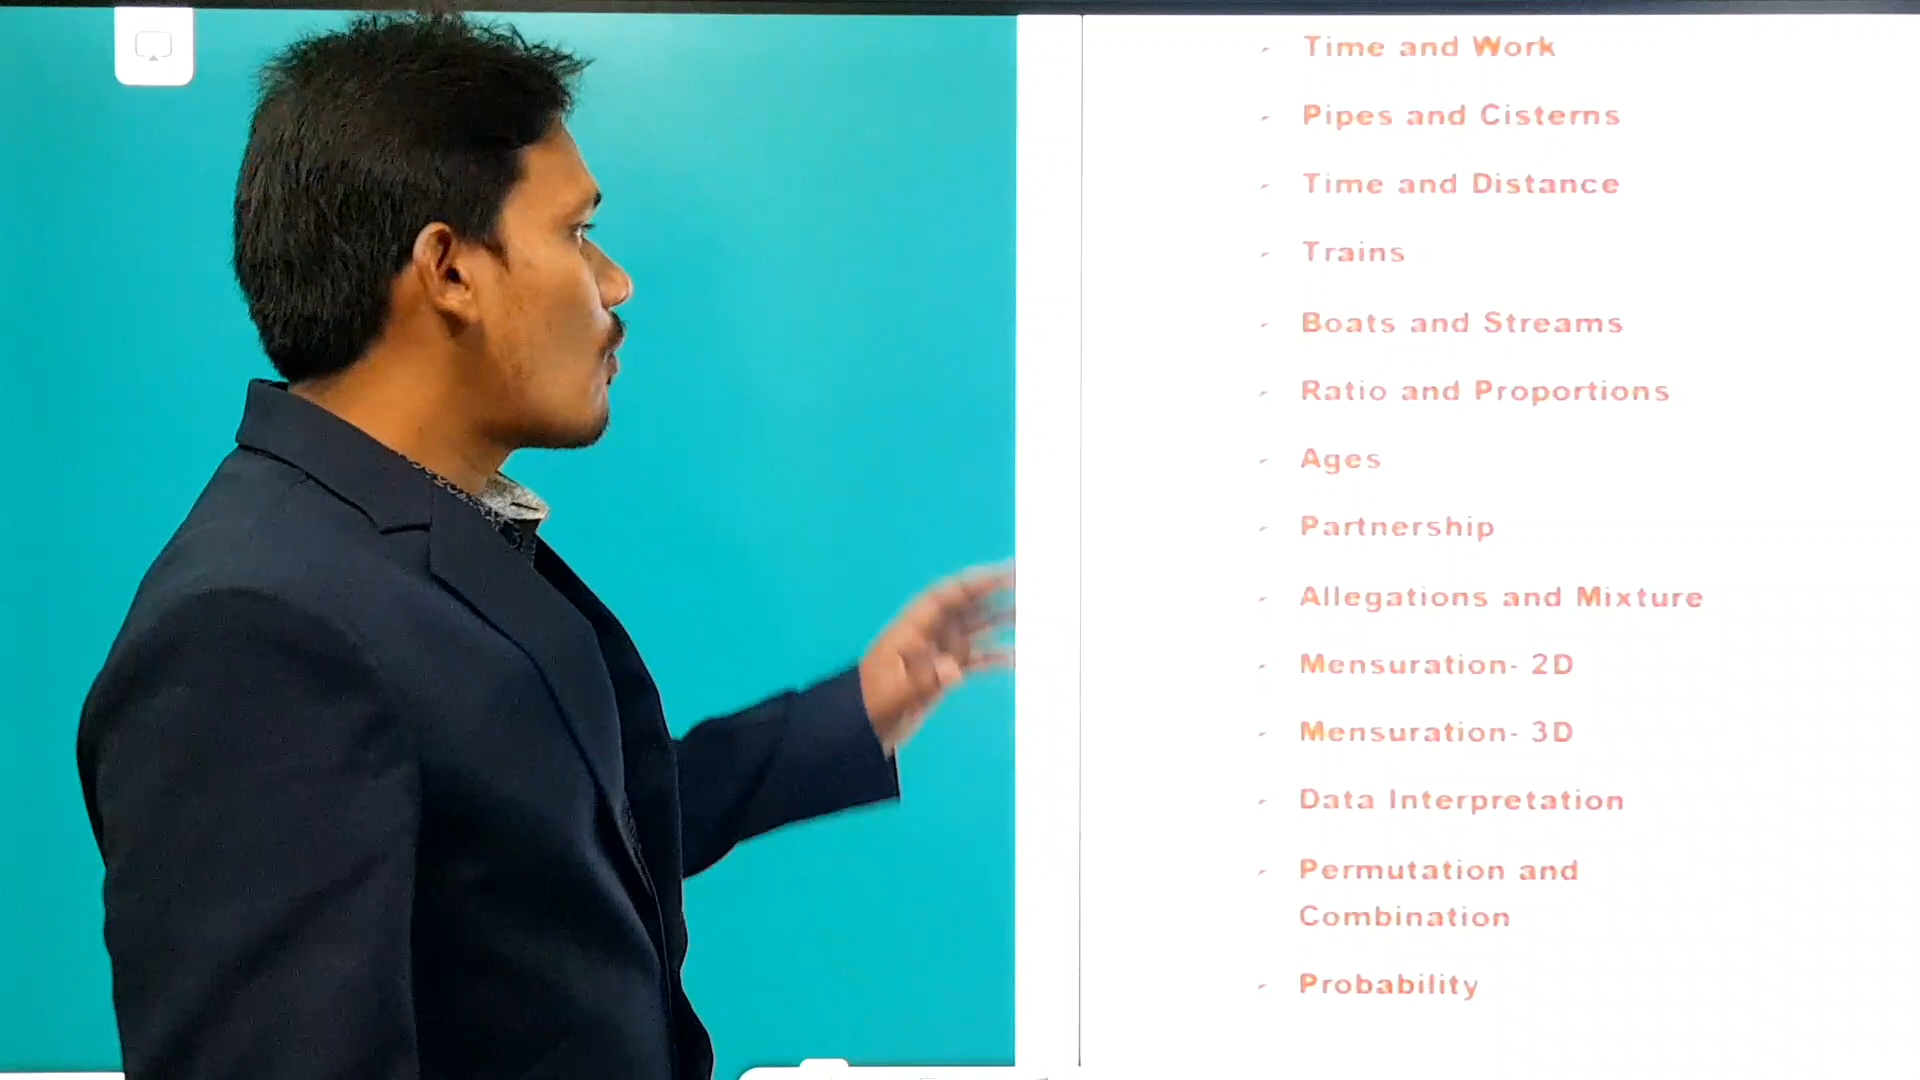 Time and Work
Pipes and Cisterns
Time and Distance
Trains
Boats and Streams
Ratio and Proportions
Ages
Partnership
Allegations and Mixture
Mensuration- 2D
Mensuration- 3D
Data Interpretation
Permutation and
Combination
Probability